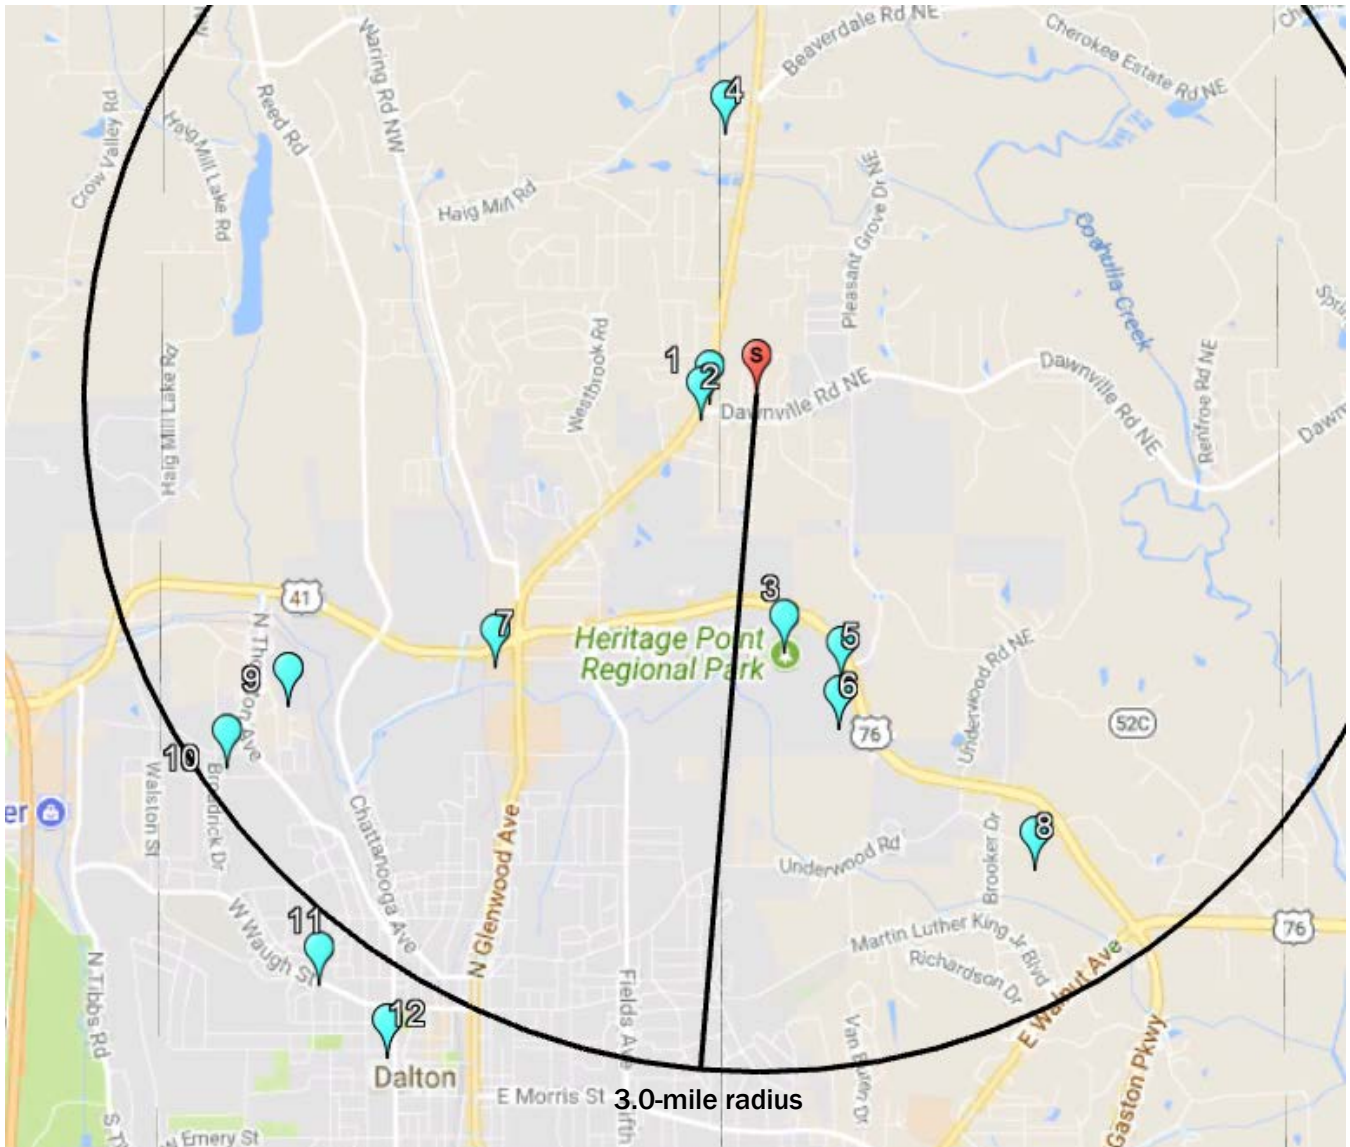 Beaverdale Rd NE
Cherokee Estate Rd NE
Waring Rd NW
Crow Valley Rd
Reed Rd
4
Haig Mill Lake Rd
Haig Mill Rd
Pleasant Grove Dr NE
Coahulla Creek
Westbrook Rd
1
2
S
Dawnville Rd NE
Dawnville Rd NE
Renfroe Rd NE
Haig Mill Lake Rd
41
7
3
Heritage Point
Regional Park
5
6
76
Underwood Rd NE
52C
9
10
Walston St
Broadrick Dr
Chattanooga Ave
N Glenwood Ave
8
Underwood Rd
Brooker Dr
76
Martin Luther King Jr Blvd
Richardson Dr
E Walnut Ave
11
W Waugh St
N Tibbs Rd
Fields Ave
Van Buren Dr
12
Dalton
E Morris St
3.0-mile radius
Gaston Pkwy
Emery St